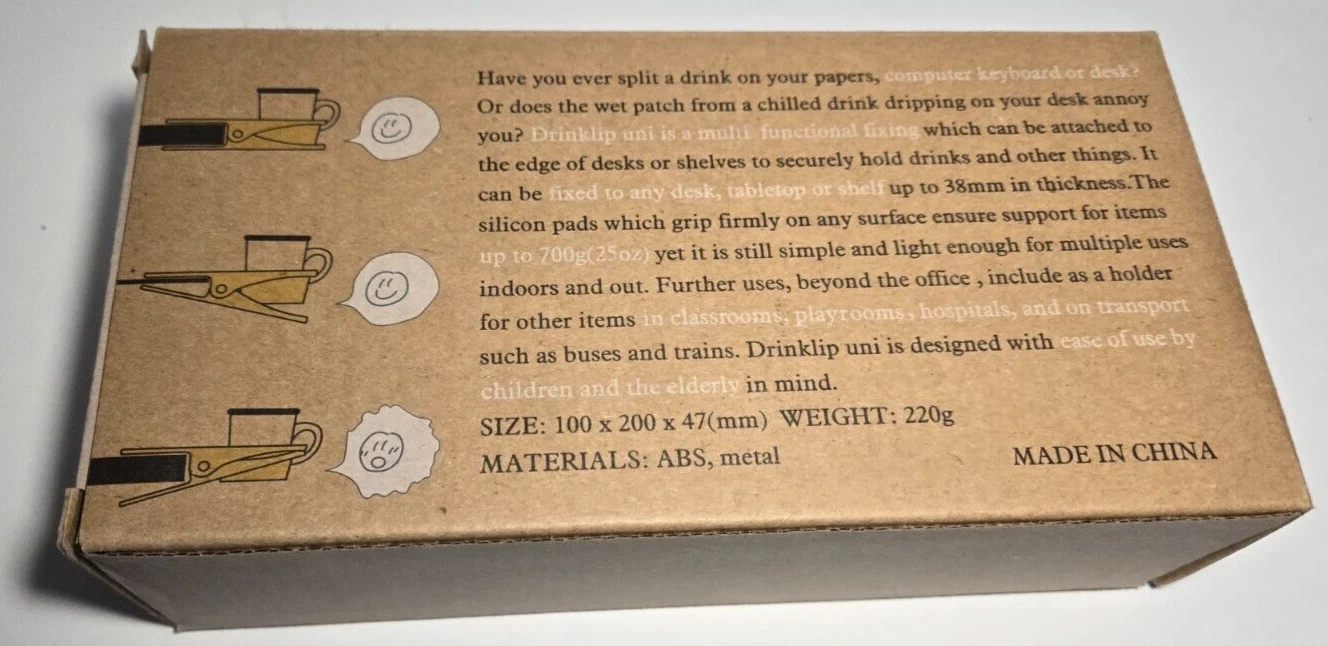 Have you ever split a drink on your papers, computer keyboard or desk?
Or does the wet patch from a chilled drink dripping on your desk annoy
you? Drinklip uni is a multi functional fixing which can be attached to
the edge of desks or shelves to securely hold drinks and other things. It
can be fixed to any desk, tabletop or shelf up to 38mm in thickness.The
silicon pads which grip firmly on any surface ensure support for items
up to 700g(25oz) yet it is still simple and light enough for multiple uses
indoors and out. Further uses, beyond the office , include as a holder
for other items in classrooms, playrooms, hospitals, and on transport
such as buses and trains. Drinklip uni is designed with ease of use by
children and the elderly in mind.
SIZE: 100 x 200 x 47(mm) WEIGHT: 220g
MATERIALS: ABS, metal MADE IN CHINA